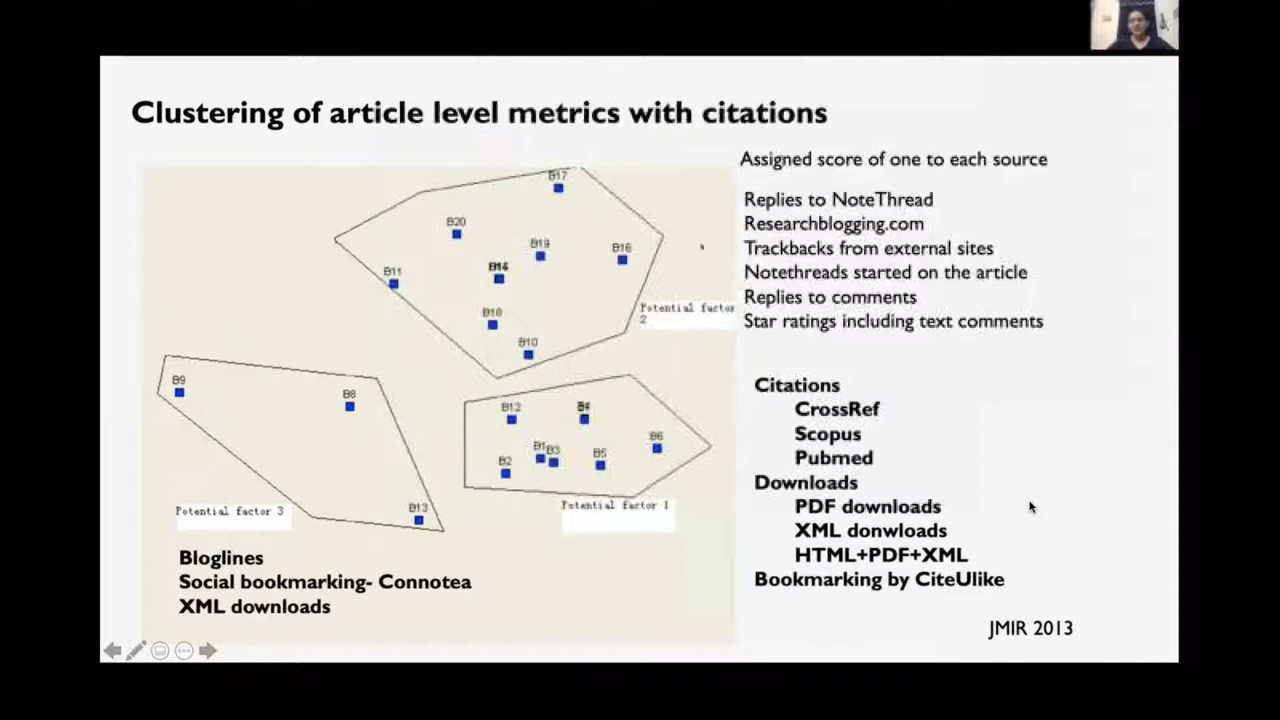 Clustering of article level metrics with citations
Assigned score of one to each source
Replies to NoteThread
Researchblogging.com
Trackbacks from external sites
Notethreads started on the article
Replies to comments
Star ratings including text comments
B17
B20
B19
B16
B11
B18
B10
Potential factor
2
B9
B8
B13
Potential factor 3
B12
B6
B1
B3
B5
B2
Potential factor 1
Citations
CrossRef
Scopus
Pubmed
Downloads
PDF downloads
XML donwloads
HTML+PDF+XML
Bookmarking by CiteUlike
Bloglines
Social bookmarking- Connotea
XML downloads
JMIR 2013